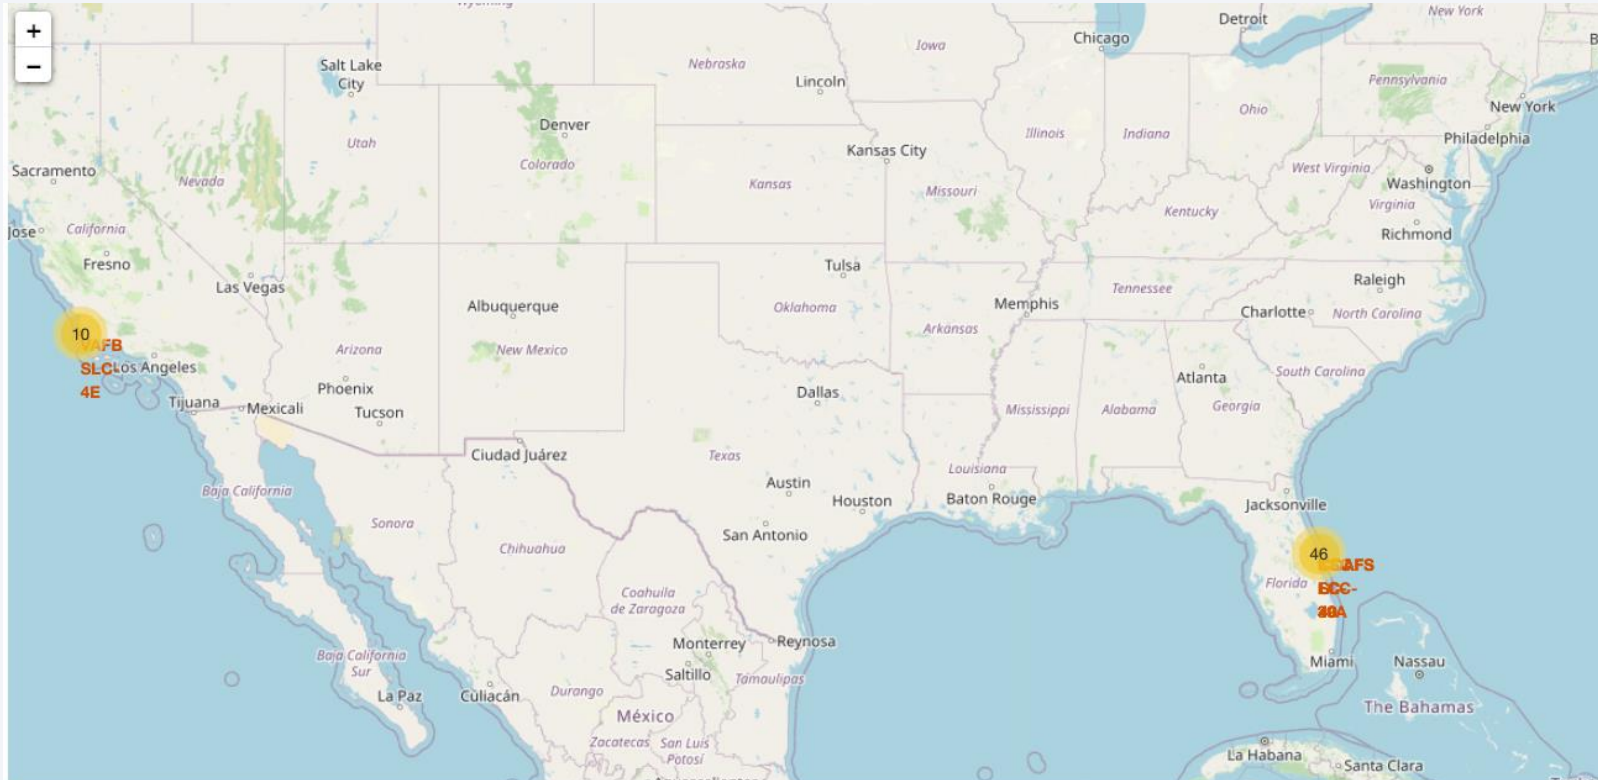 +
−
Detroit
New York
Chicago
Iowa
Salt Lake
City
Nebraska
Lincoln
Pennsylvania
New York
Ohio
Denver
Illinois
Indiana
Philadelphia
Utah
Colorado
Kansas City
West Virginia
Sacramento
Nevada
Kansas
Missouri
Washington
Virginia
Kentucky
Jose
California
Richmond
Fresno
Tulsa
Las Vegas
Raleigh
Tennessee
Albuquerque
Oklahoma
Memphis
Charlotte
North Carolina
10
Arkansas
VAFB
SLC-
4E
Los Angeles
Arizona
New Mexico
South Carolina
Phoenix
Atlanta
Dallas
Tijuana
Mexicali
Tucson
Mississippi
Alabama
Georgia
Ciudad Juárez
Texas
Louisiana
Baja California
Austin
Houston
Baton Rouge
Jacksonville
Sonora
San Antonio
Chihuahua
46
Florida
Coahuila
de Zaragoza
Monterrey
Reynosa
Baja California
Sur
Saltillo
Tamaulipas
Miami
Nassau
La Paz
Culiacán
Durango
The Bahamas
México
Zacatecas
San Luis
Potosí
La Habana
Santa Clara